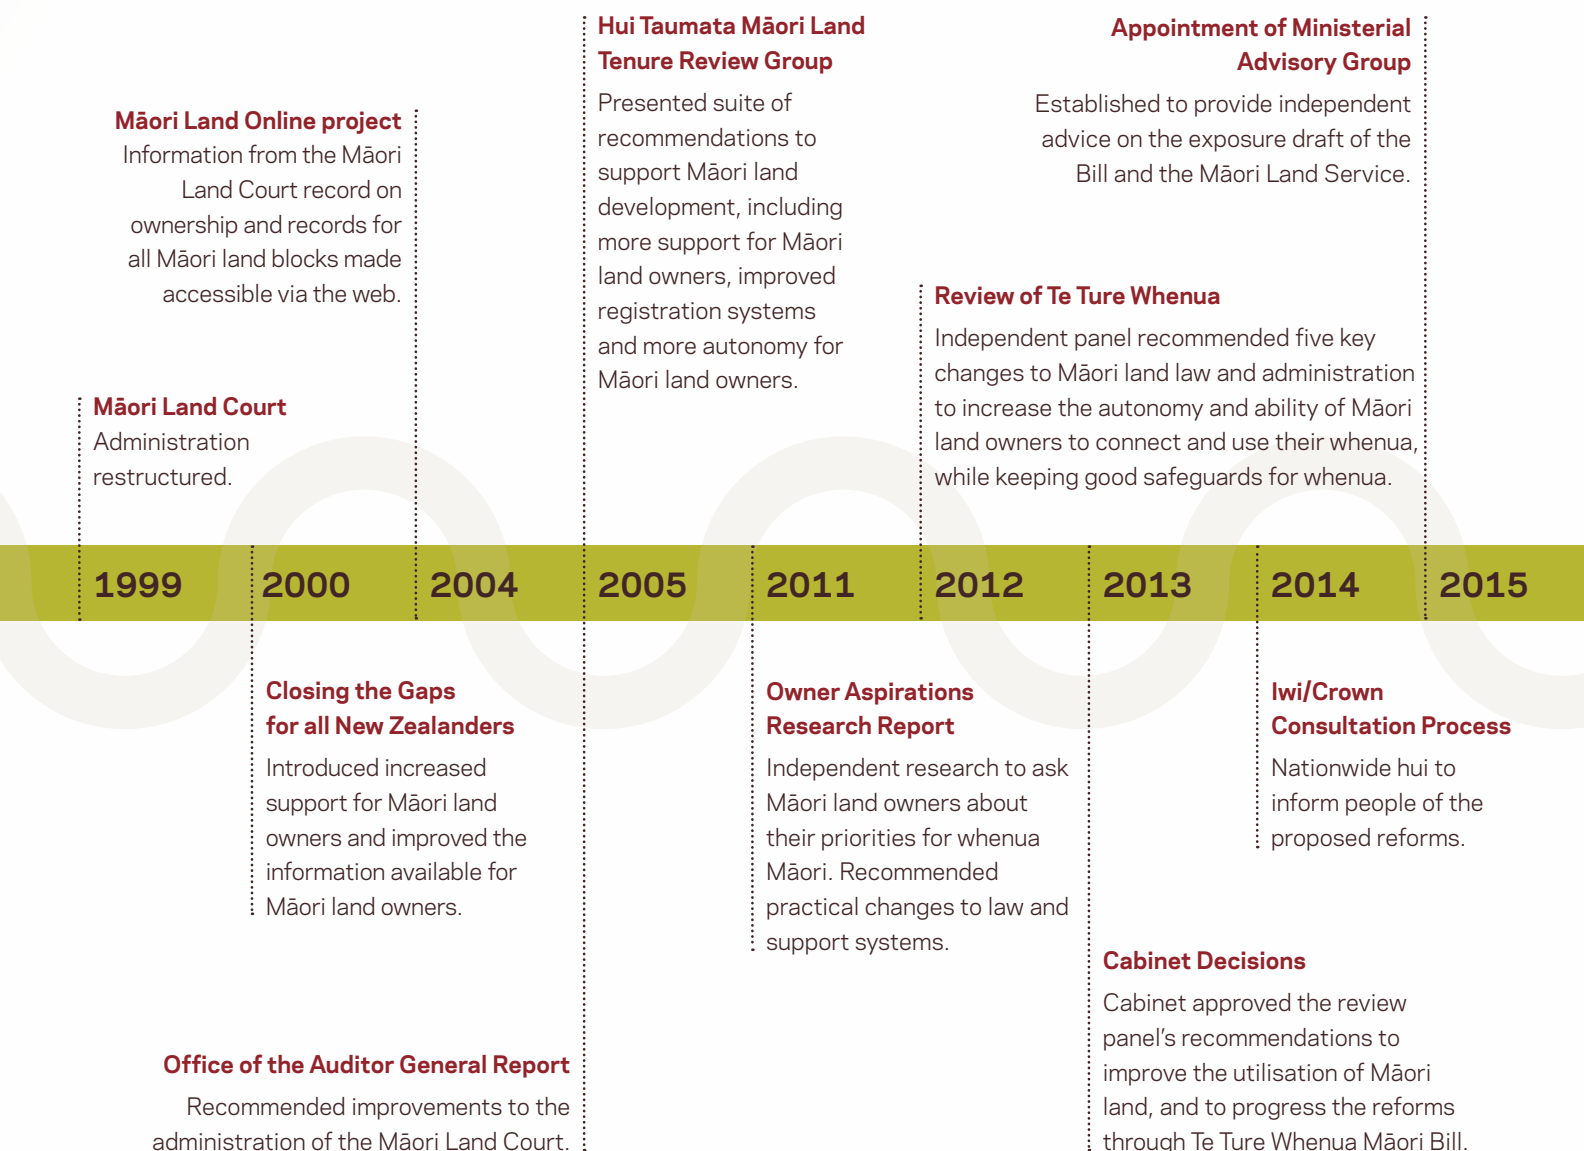 Hui Taumata Māori Land
Tenure Review Group
Presented suite of
recommendations to
support Māori land
development, including
more support for Māori
land owners, improved
registration systems
and more autonomy for
Māori land owners.
Appointment of Ministerial
Advisory Group
Established to provide independent
advice on the exposure draft of the
Bill and the Māori Land Service.
Māori Land Online project
Information from the Māori
Land Court record on
ownership and records for
all Māori land blocks made
accessible via the web.
Review of Te Ture Whenua
Independent panel recommended five key
changes to Māori land law and administration
to increase the autonomy and ability of Māori
land owners to connect and use their whenua,
while keeping good safeguards for whenua.
Māori Land Court
Administration
restructured.
1999 2000 2004 2005 2011 2012 2013 2014 2015
Closing the Gaps
for all New Zealanders
Introduced increased
support for Māori land
owners and improved the
information available for
Māori land owners.
Owner Aspirations
Research Report
Independent research to ask
Māori land owners about
their priorities for whenua
Māori. Recommended
practical changes to law and
support systems.
Iwi/Crown
Consultation Process
Nationwide hui to
inform people of the
proposed reforms.
Cabinet Decisions
Cabinet approved the review
panel's recommendations to
improve the utilisation of Māori
land, and to progress the reforms
through Te Ture Whenua Māori Bill.
Office of the Auditor General Report
Recommended improvements to the
administration of the Māori Land Court.